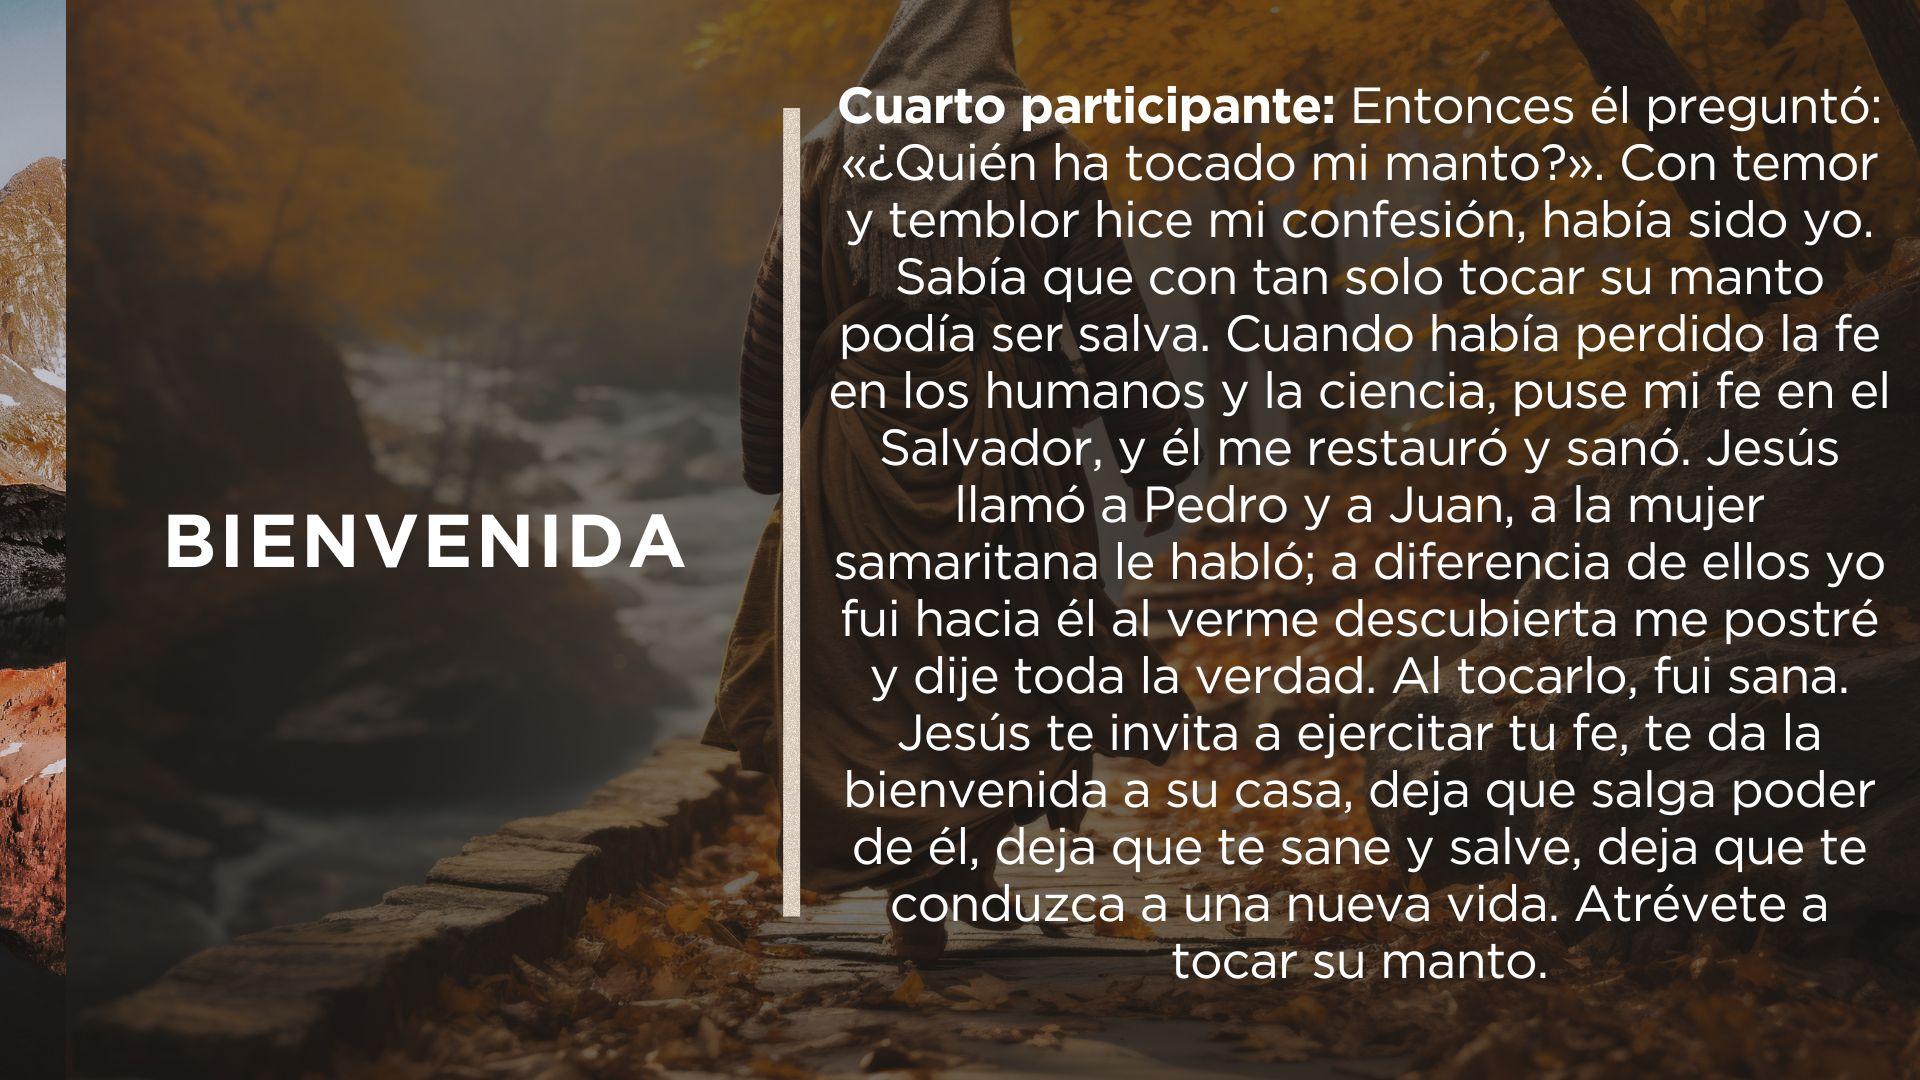 BIENVENIDA
Cuarto participante: Entonces él preguntó:
«¿Quién ha tocado mi manto?». Con temor
y temblor hice mi confesión, había sido yo.
Sabía que con tan solo tocar su manto
podía ser salva. Cuando había perdido la fe
en los humanos y la ciencia, puse mi fe en el
Salvador, y él me restauró y sanó. Jesús
llamó a Pedro y a Juan, a la mujer
samaritana le habló; a diferencia de ellos yo
fui hacia él al verme descubierta me postré
y dije toda la verdad. Al tocarlo, fui sana.
Jesús te invita a ejercitar tu fe, te da la
bienvenida a su casa, deja que salga poder
de él, deja que te sane y salve, deja que te
conduzca a una nueva vida. Atrévete a
tocar su manto.